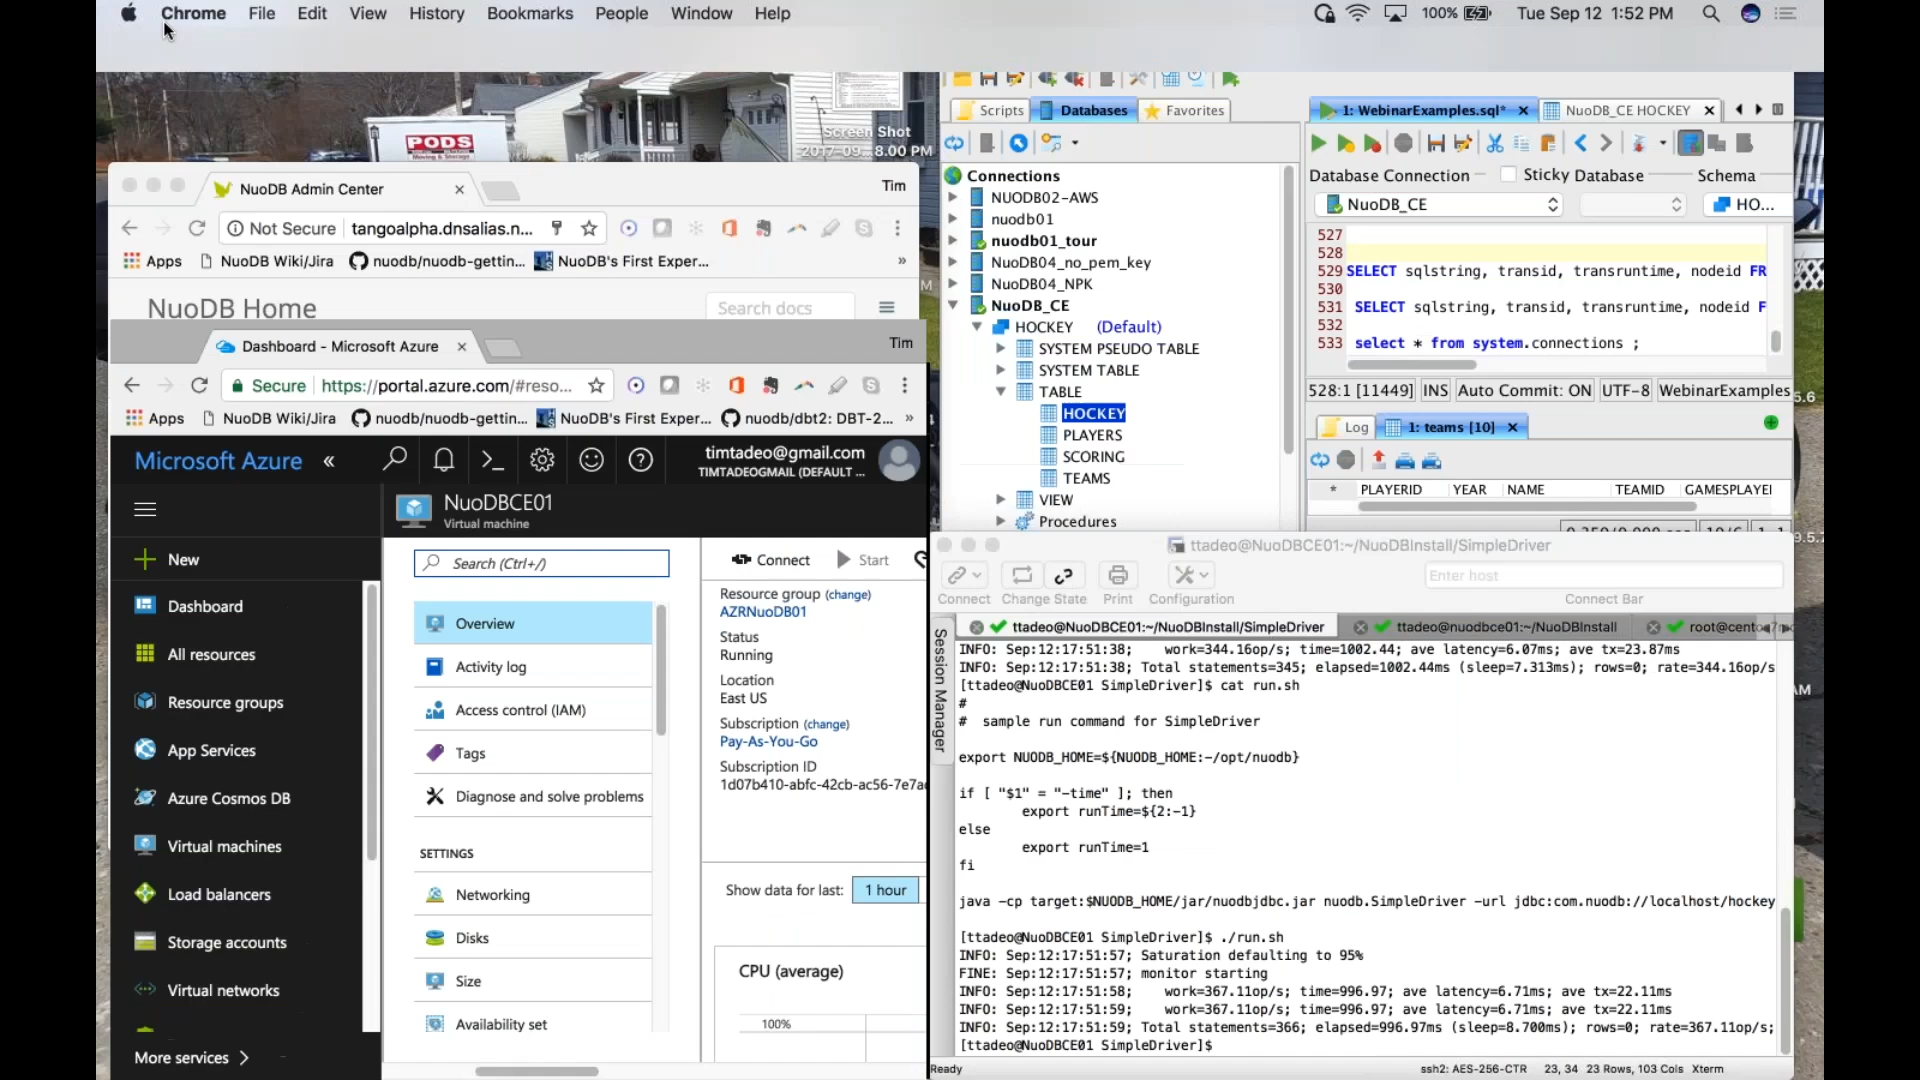 Chrome File Edit View History Bookmarks People Window Help
100% Tue Sep 12 1:52 PM
PODS
Moving & Storage
Screen Shot
2017-09...8.00 PM
NuoDB Admin Center
Tim
Not Secure tangoalpha.dnsalias.n...
Apps NuoDB Wiki/Jira nuodb/nuodb-gettin... NuoDB's First Exper... »
NuoDB Home
Search docs
Dashboard - Microsoft Azure
Tim
Secure https://portal.azure.com/#reso...
Apps NuoDB Wiki/Jira nuodb/nuodb-gettin... NuoDB's First Exper... nuodb/dbt2: DBT-2... »
Microsoft Azure «
timtadeo@gmail.com
TIMTADEOGMAIL (DEFAULT ...
New
Dashboard
All resources
Resource groups
App Services
Azure Cosmos DB
Virtual machines
Load balancers
Storage accounts
Virtual networks
More services >
NuoDBCE01
Virtual machine
Search (Ctrl+/)
Overview
Activity log
Access control (IAM)
Tags
Diagnose and solve problems
SETTINGS
Networking
Disks
Size
Availability set
Connect Start
Resource group (change)
AZRNuoDB01
Status
Running
Location
East US
Subscription (change)
Pay-As-You-Go
Subscription ID
1d07b410-abfc-42cb-ac56-7e7a
Show data for last: 1 hour
CPU (average)
100%
Scripts Databases Favorites
Connections
NUODB02-AWS
nuodb01
nuodb01_tour
NuoDB04_no_pem_key
NuoDB04_NPK
NuoDB_CE
HOCKEY (Default)
SYSTEM PSEUDO TABLE
SYSTEM TABLE
TABLE
HOCKEY
PLAYERS
SCORING
TEAMS
VIEW
Procedures
1: WebinarExamples.sql* NuoDB_CE HOCKEY
Database Connection Sticky Database Schema
NuoDB_CE HO...
527
528
529 SELECT sqlstring, transid, transruntime, nodeid FR
530
531 SELECT sqlstring, transid, transruntime, nodeid F
532
533 select * from system.connections ;
528:1 [11449] INS Auto Commit: ON UTF-8 WebinarExamples
Log 1: teams [10]
* PLAYERID YEAR NAME TEAMID GAMESPLAYE
ttadeo@NuoDBCE01:~/NuoDBInstall/SimpleDriver
Enter host
Connect Change State Print Configuration Connect Bar
Session Manager
ttadeo@NuoDBCE01:~/NuoDBInstall/SimpleDriver ttadeo@nuodbce01:~/NuoDBInstall
INFO: Sep:12:17:51:38; work=344.16op/s; time=1002.44; ave latency=6.07ms; ave tx=23.87ms
INFO: Sep:12:17:51:38; Total statements=345; elapsed=1002.44ms (sleep=7.313ms); rows=0; rate=344.16op/s
[ttadeo@NuoDBCE01 SimpleDriver]$ cat run.sh
#
# sample run command for SimpleDriver
export NUODB_HOME=${NUODB_HOME:-/opt/nuodb}
if [ "$1" = "-time" ]; then
export runTime=${2:-1}
else
export runTime=1
fi
java -cp target:$NUODB_HOME/jar/nuodbjdbc.jar nuodb.SimpleDriver -url jdbc:com.nuodb://localhost/hockey
[ttadeo@NuoDBCE01 SimpleDriver]$ ./run.sh
INFO: Sep:12:17:51:57; Saturation defaulting to 95%
FINE: Sep:12:17:51:57; monitor starting
INFO: Sep:12:17:51:58; work=367.11op/s; time=996.97; ave latency=6.71ms; ave tx=22.11ms
INFO: Sep:12:17:51:59; work=367.11op/s; time=996.97; ave latency=6.71ms; ave tx=22.11ms
INFO: Sep:12:17:51:59; Total statements=366; elapsed=996.97ms (sleep=8.700ms); rows=0; rate=367.11op/s;
[ttadeo@NuoDBCE01 SimpleDriver]$
Ready ssh2: AES-256-CTR 23, 34 23 Rows, 103 Cols Xterm